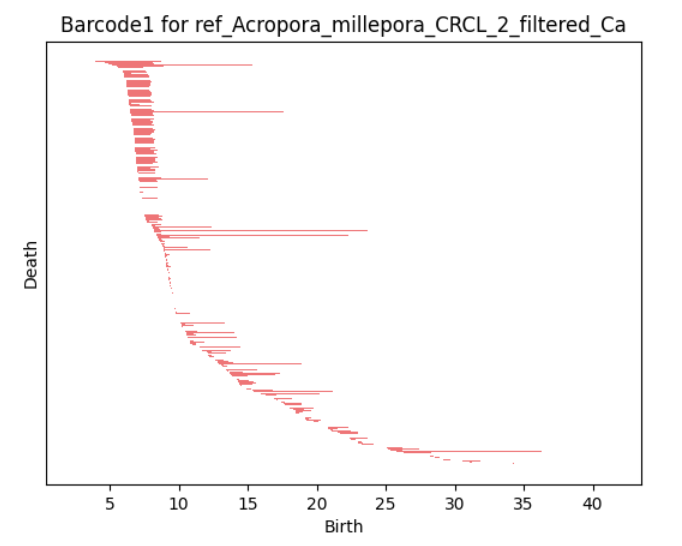 Barcode1 for ref_Acropora_millepora_CRCL_2_filtered_Ca
Death
5 10 15 20 25 30 35 40
Birth